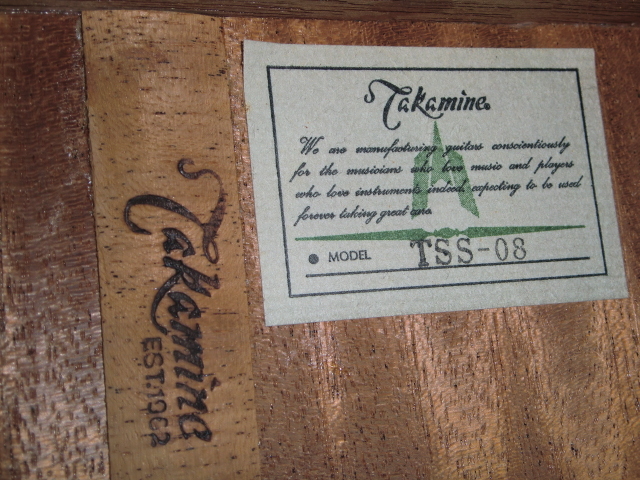 Takamine
We are manufacturing guitars conscientiously
for the musicians who love music and players
who love instruments indeed, expecting to be used
forever taking great care.
MODEL TSS-08
Takamine
EST. 1962